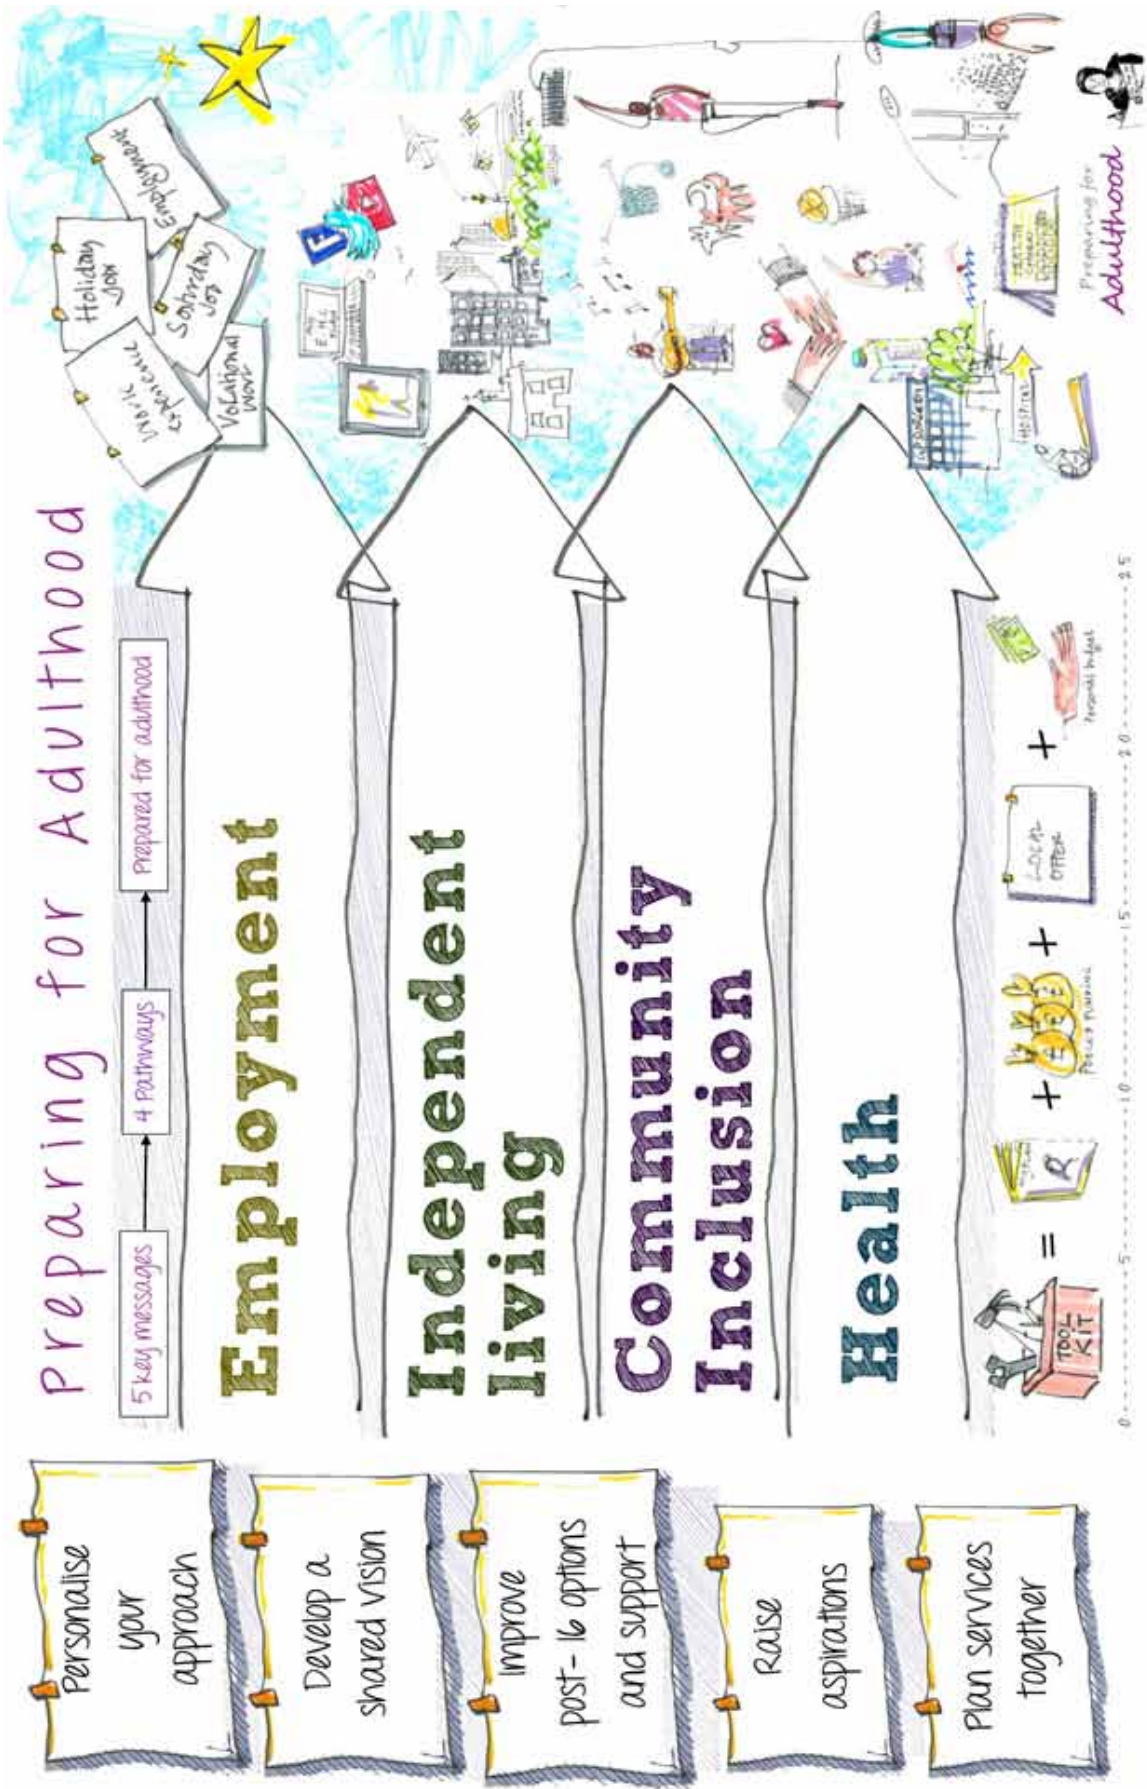 Preparing for Adulthood
5 key messages
4 Pathways
Prepared for adulthood
Personalise
your
approach
Develop a
shared vision
Improve
post-16 options
and support
Raise
aspirations
Plan services
together
Employment
Independent
living
Community
Inclusion
Health
Work
Experience
Holiday
Job
Employment
Saturday
Job
Vocational
Work
L
HOSPITAL
TOOL
KIT
=
+
+
LOCAL
OFFER
+
Personal budget
0 5 10 15 20 25
Preparing for
Adulthood